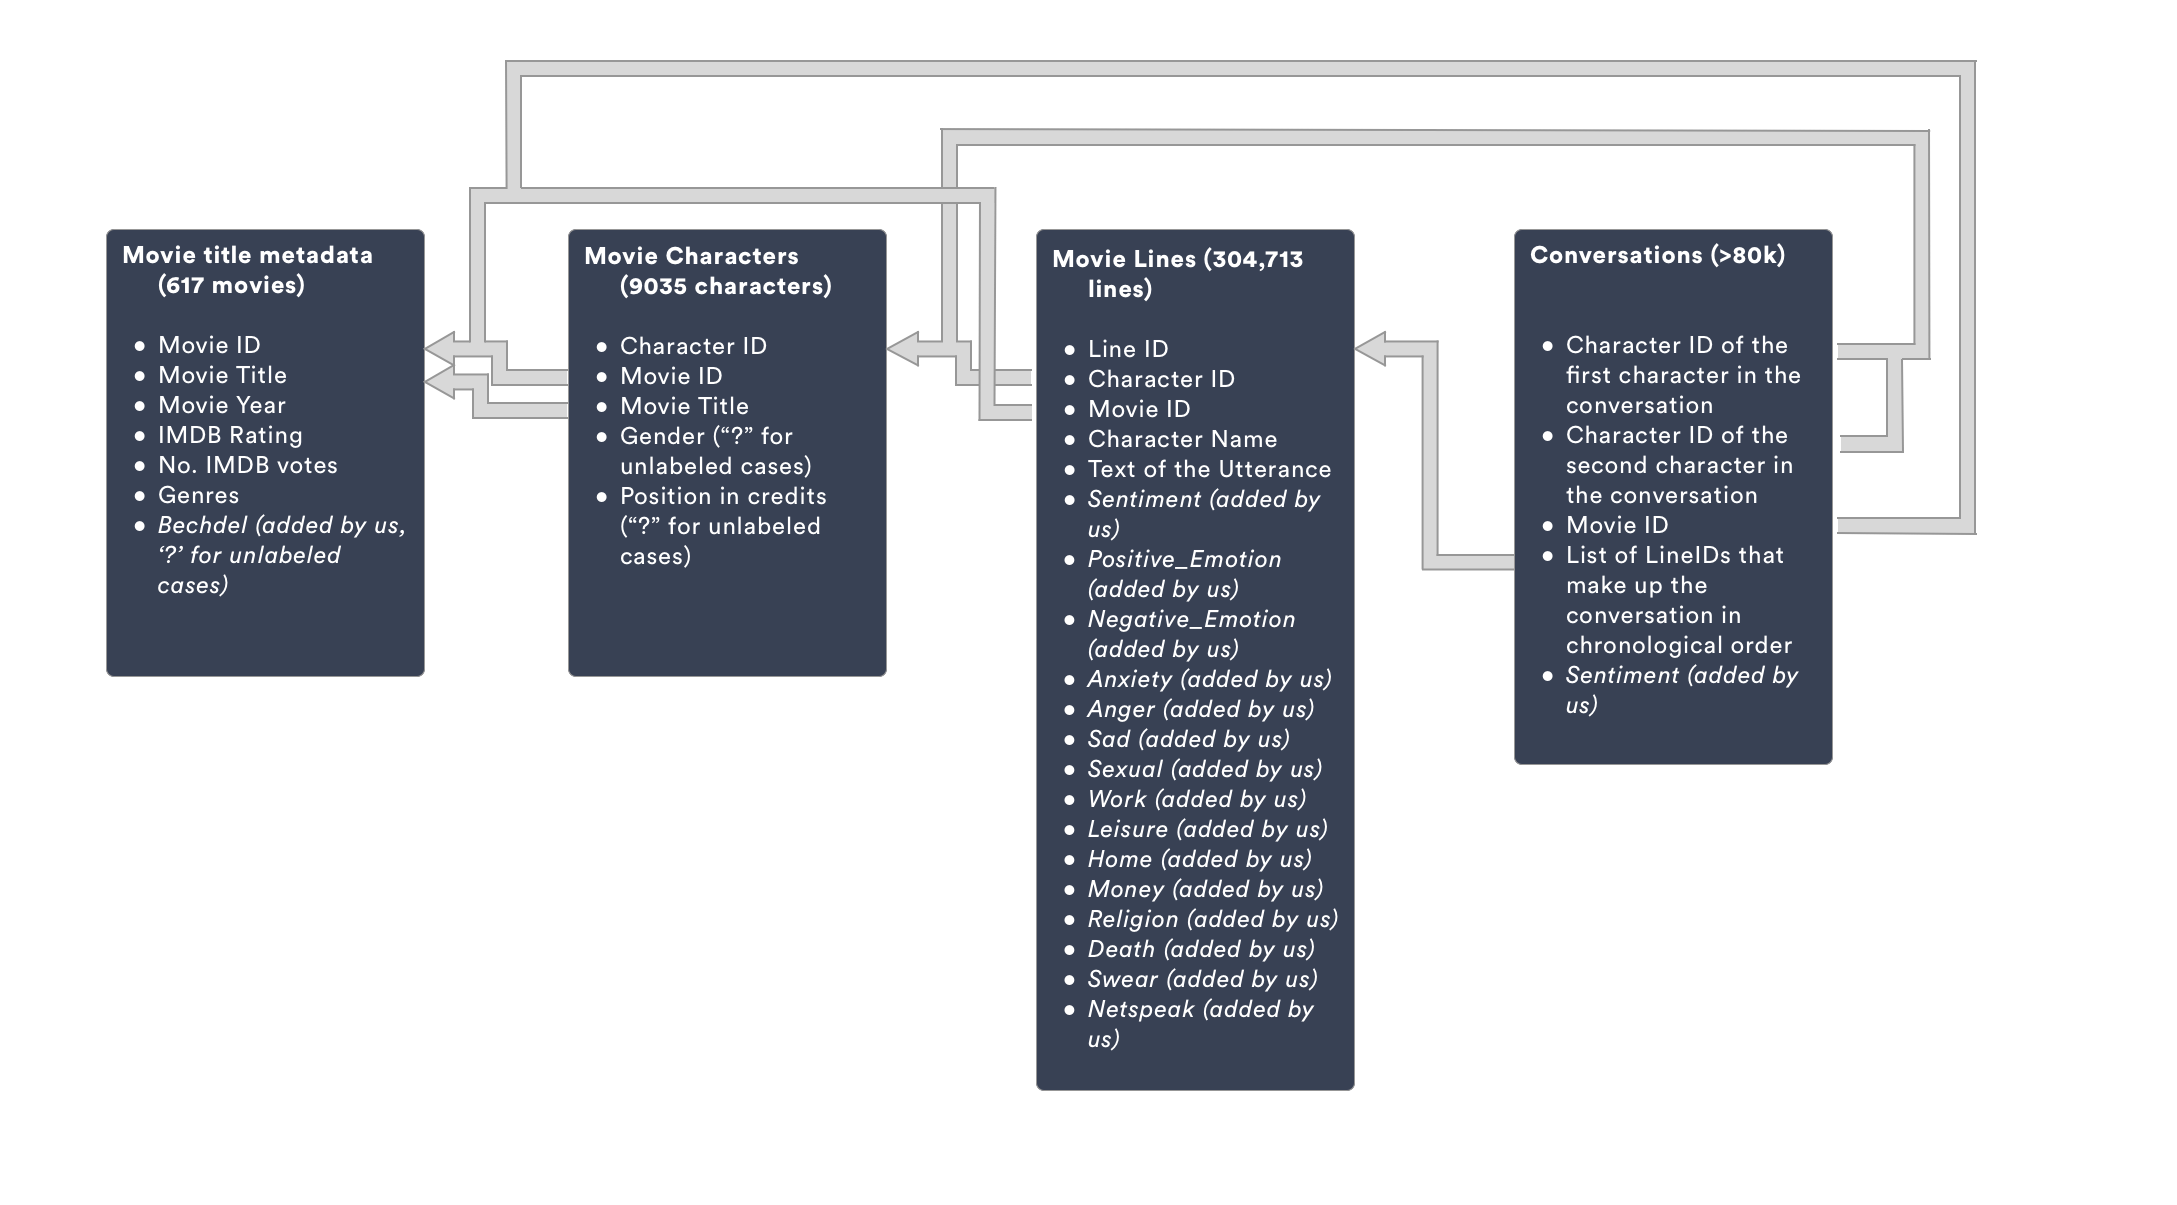 Movie title metadata
(617 movies)
● Movie ID
● Movie Title
● Movie Year
● IMDB Rating
● No. IMDB votes
● Genres
● Bechdel (added by us,
‘?’ for unlabeled
cases)
Movie Characters
(9035 characters)
● Character ID
● Movie ID
● Movie Title
● Gender (“?” for
unlabeled cases)
● Position in credits
(“?” for unlabeled
cases)
Movie Lines (304,713
lines)
● Line ID
● Character ID
● Movie ID
● Character Name
● Text of the Utterance
● Sentiment (added by
us)
● Positive_Emotion
(added by us)
● Negative_Emotion
(added by us)
● Anxiety (added by us)
● Anger (added by us)
● Sad (added by us)
● Sexual (added by us)
● Work (added by us)
● Leisure (added by us)
● Home (added by us)
● Money (added by us)
● Religion (added by us)
● Death (added by us)
● Swear (added by us)
● Netspeak (added by
us)
Conversations (>80k)
● Character ID of the
first character in the
conversation
● Character ID of the
second character in
the conversation
● Movie ID
● List of LineIDs that
make up the
conversation in
chronological order
● Sentiment (added by
us)